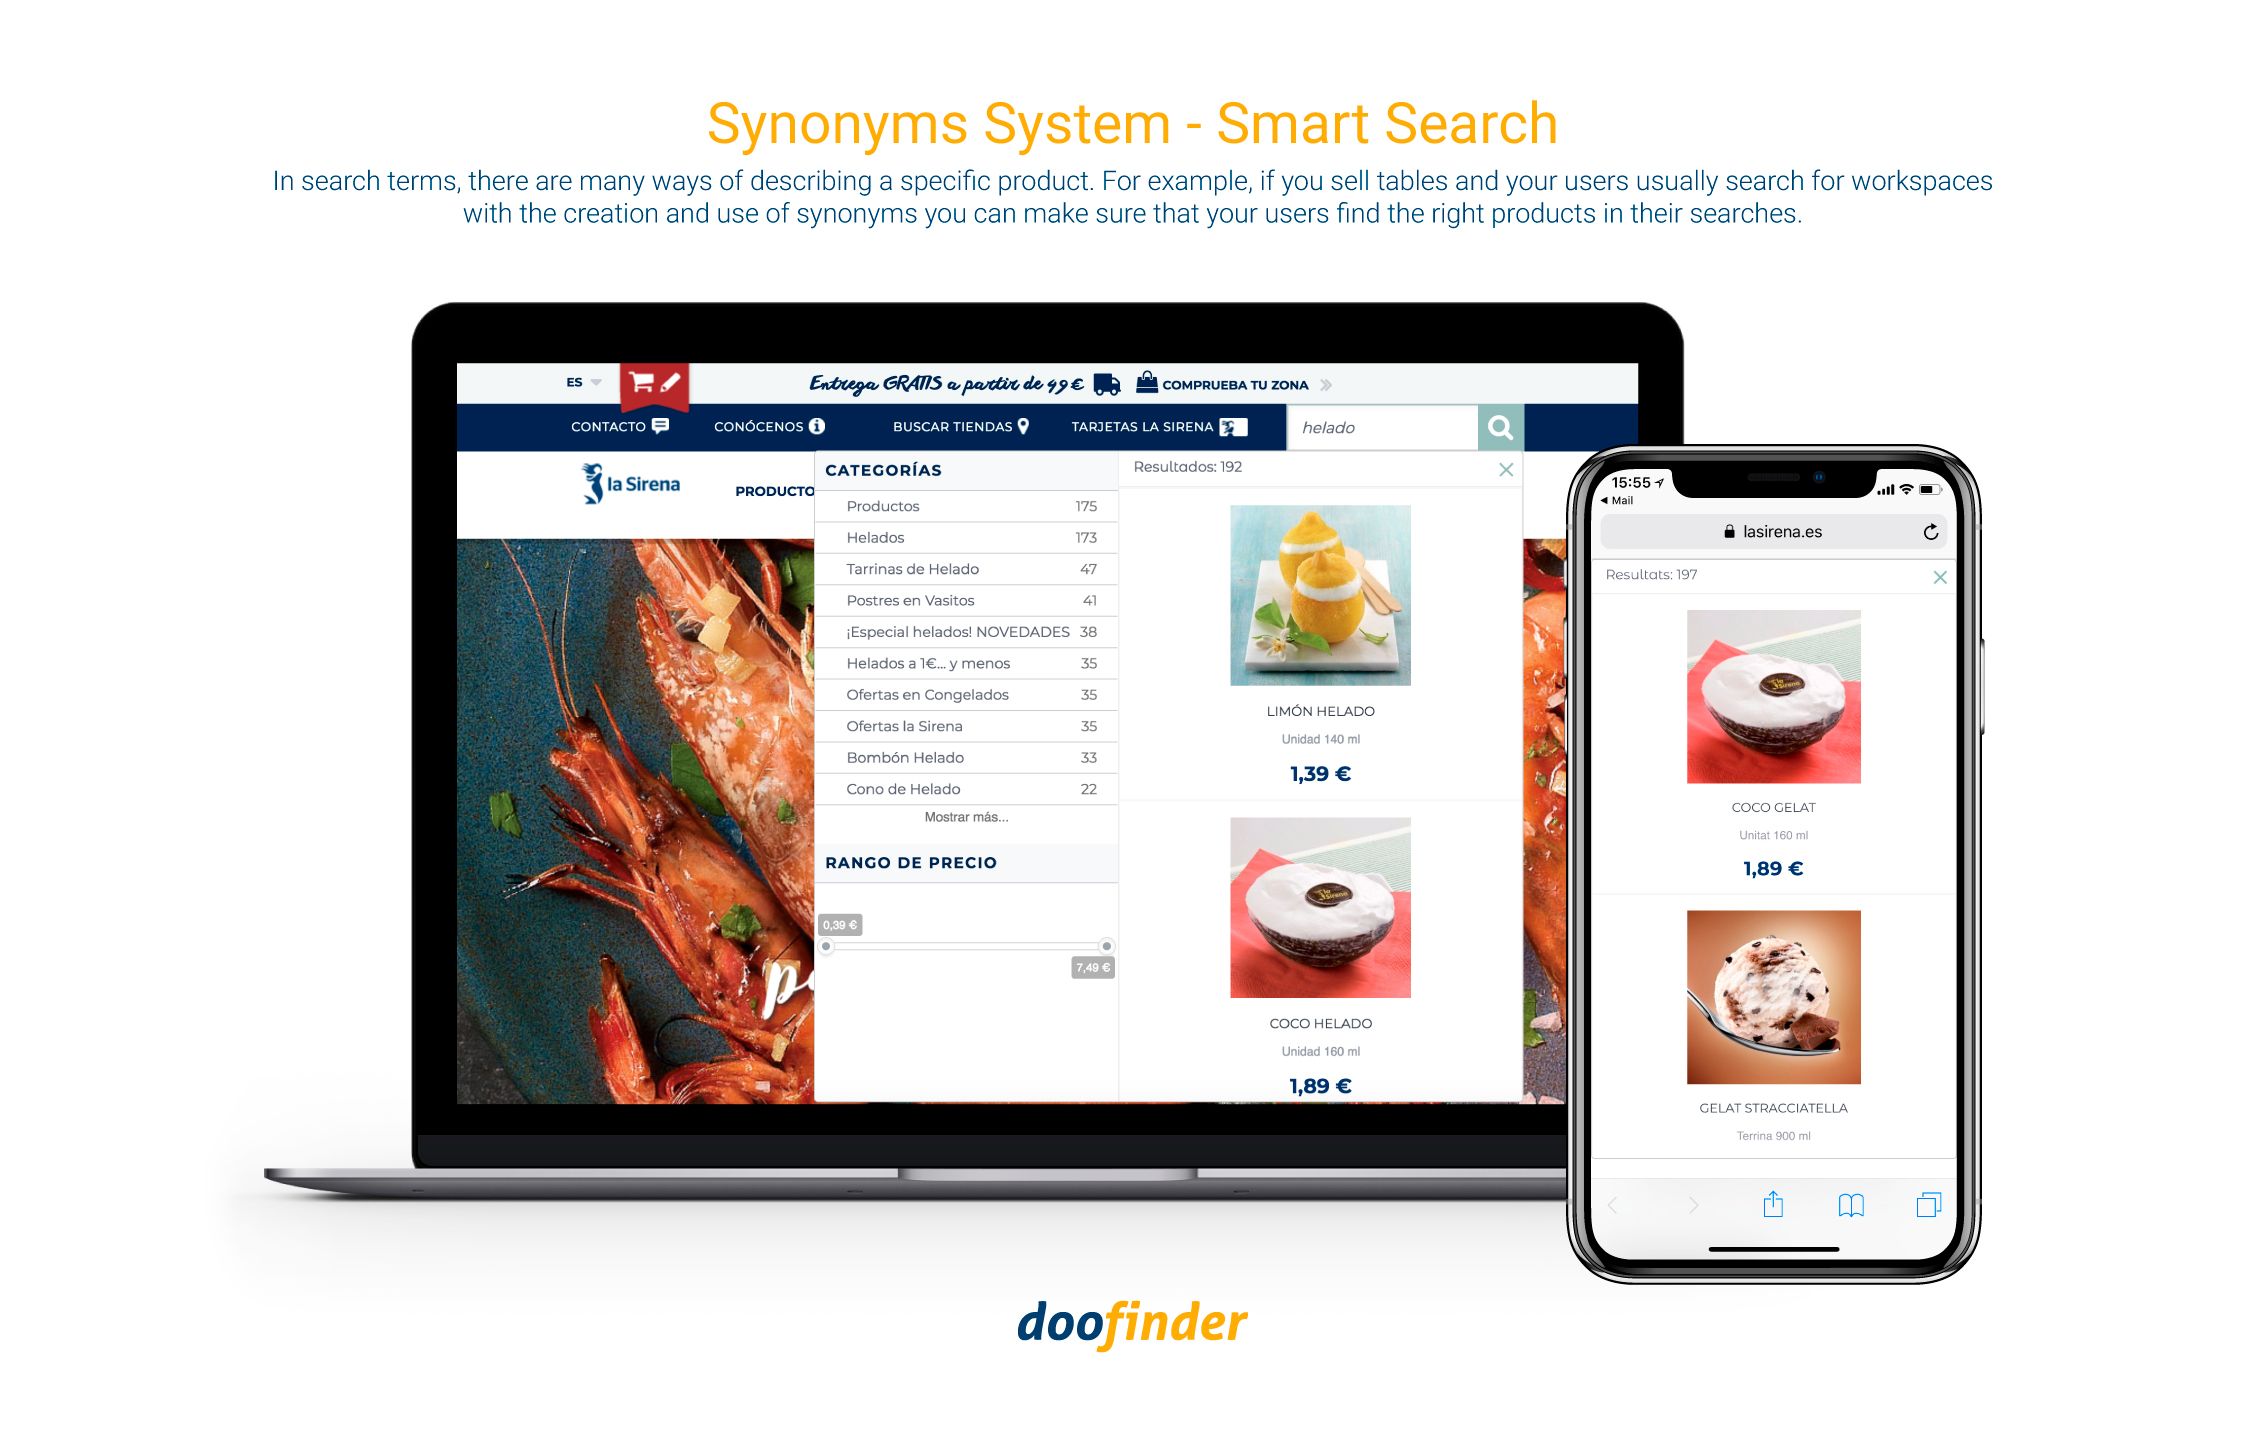 Synonyms System - Smart Search
In search terms, there are many ways of describing a specific product. For example, if you sell tables and your users usually search for workspaces
with the creation and use of synonyms you can make sure that your users find the right products in their searches.
ES
Entrega GRATIS a partir de 49 €
COMPRUEBA TU ZONA
CONTACTO
CONÓCENOS
BUSCAR TIENDAS
TARJETAS LA SIRENA
helado
la Sirena
PRODUCTO
CATEGORÍAS
Productos 175
Helados 173
Tarrinas de Helado 47
Postres en Vasitos 41
¡Especial helados! NOVEDADES 38
Helados a 1€... y menos 35
Ofertas en Congelados 35
Ofertas la Sirena 35
Bombón Helado 33
Cono de Helado 22
Mostrar más...
RANGO DE PRECIO
0,39 €
7,49 €
Resultados: 192
LIMÓN HELADO
Unidad 140 ml
1,39 €
la Sirena
COCO HELADO
Unidad 160 ml
1,89 €
15:55
Mail
lasirena.es
Resultats: 197
la Sirena
COCO GELAT
Unitat 160 ml
1,89 €
GELAT STRACCIATELLA
Terrina 900 ml
doofinder